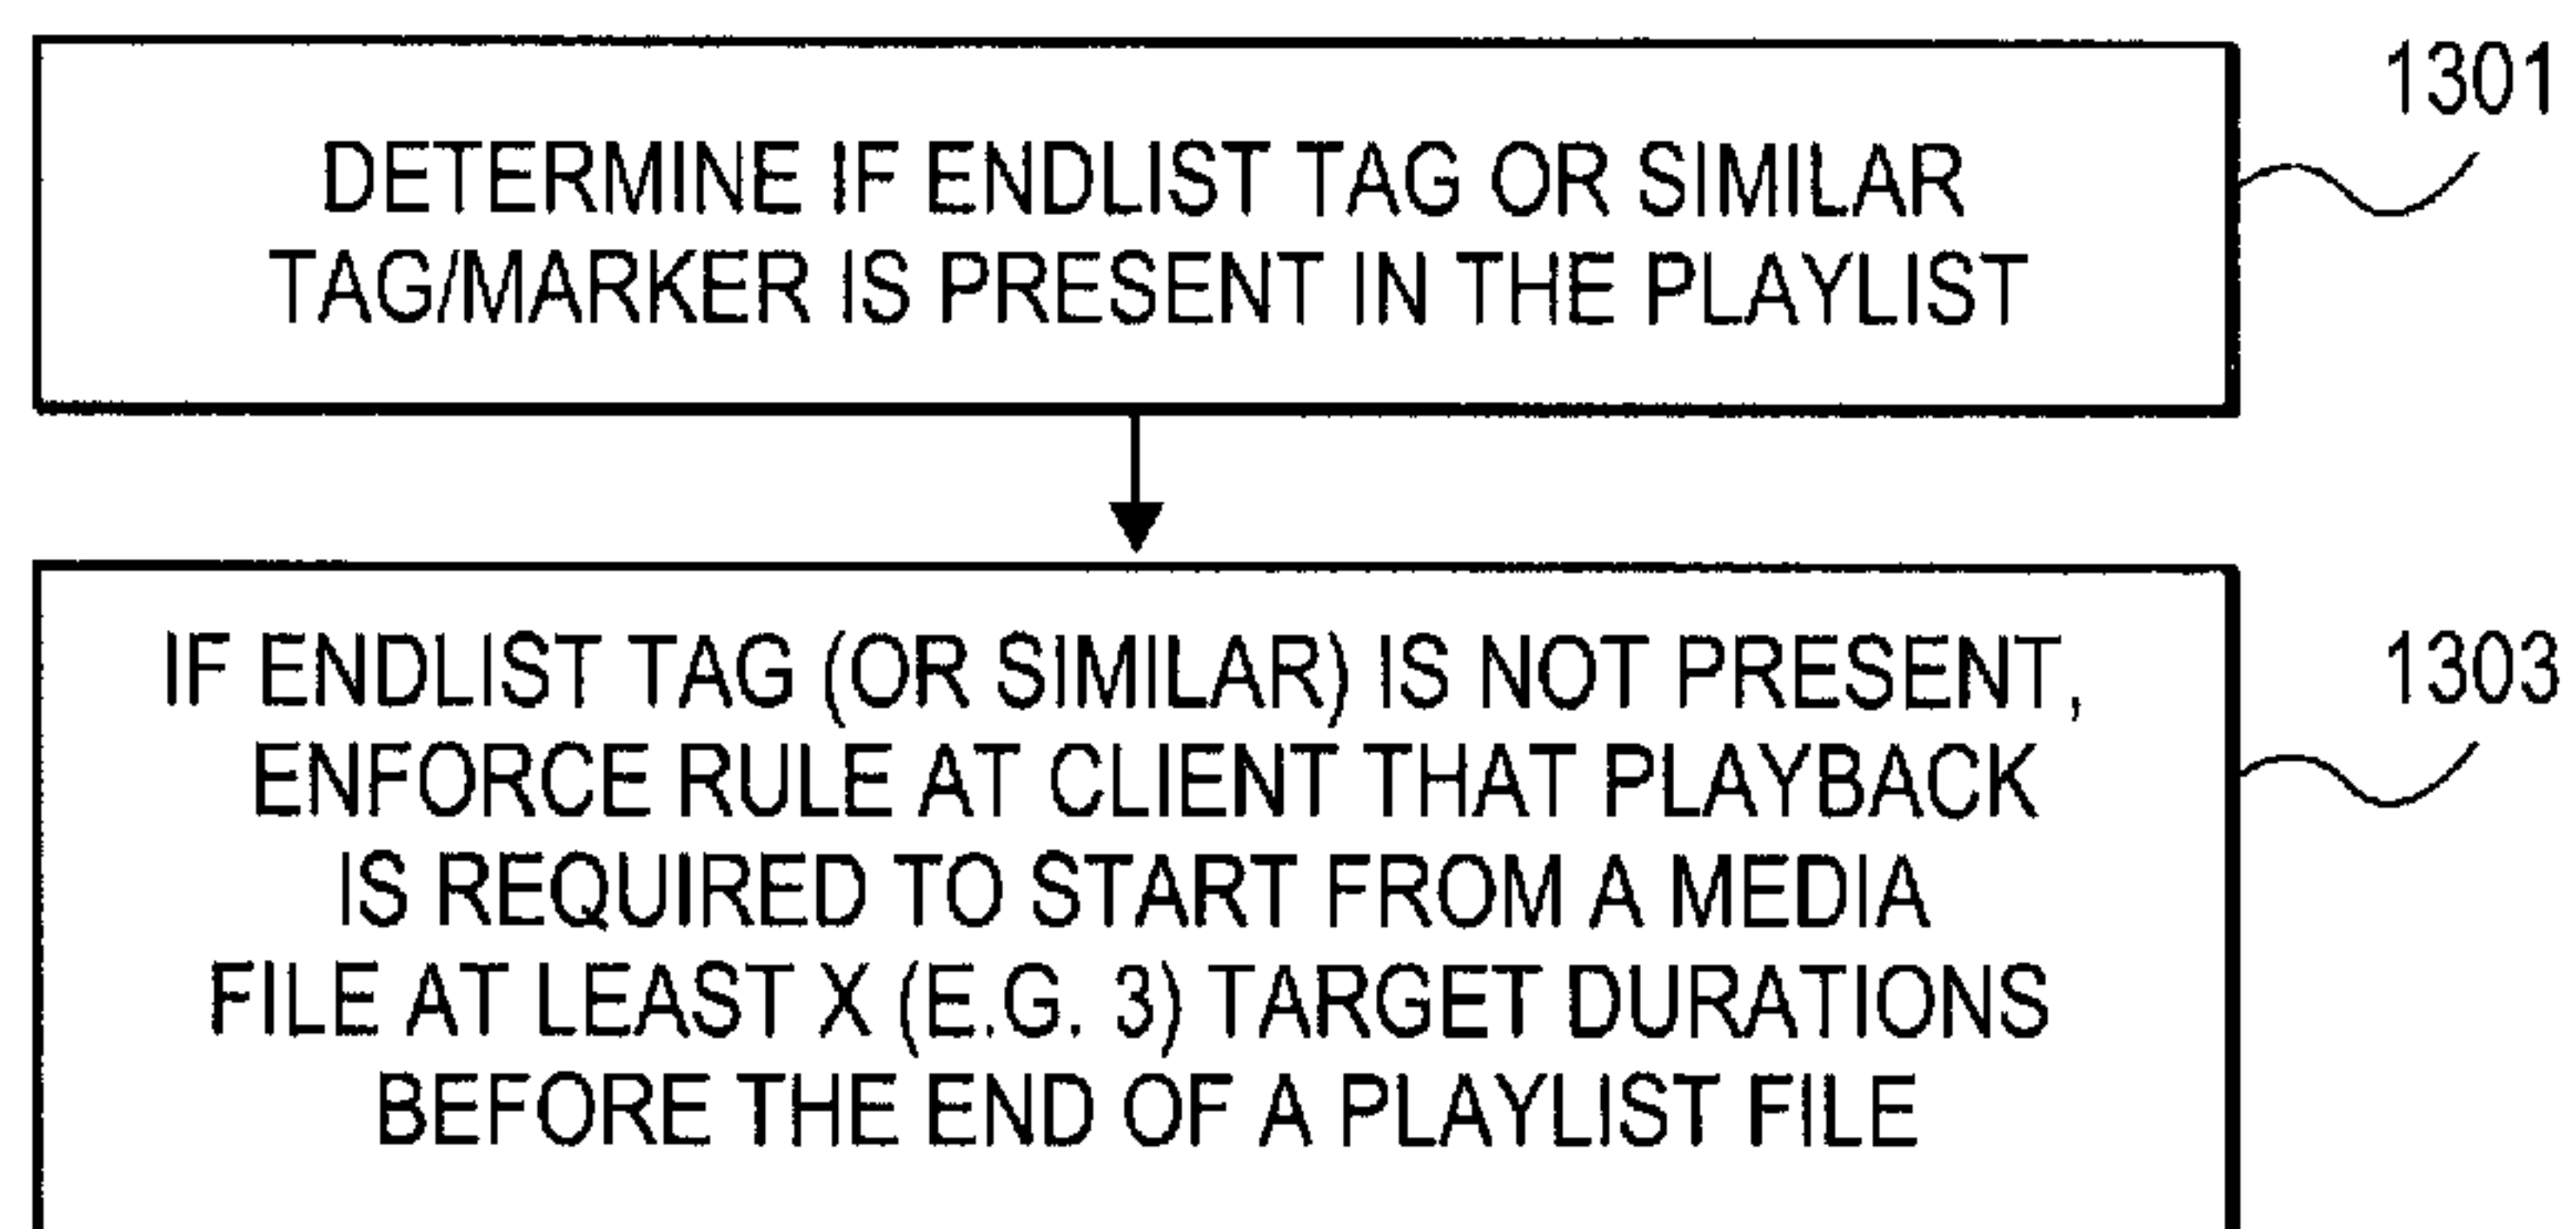 DETERMINE IF ENDLIST TAG OR SIMILAR
TAG/MARKER IS PRESENT IN THE PLAYLIST
1301
IF ENDLIST TAG (OR SIMILAR) IS NOT PRESENT,
ENFORCE RULE AT CLIENT THAT PLAYBACK
IS REQUIRED TO START FROM A MEDIA
FILE AT LEAST X (E.G. 3) TARGET DURATIONS
BEFORE THE END OF A PLAYLIST FILE
1303